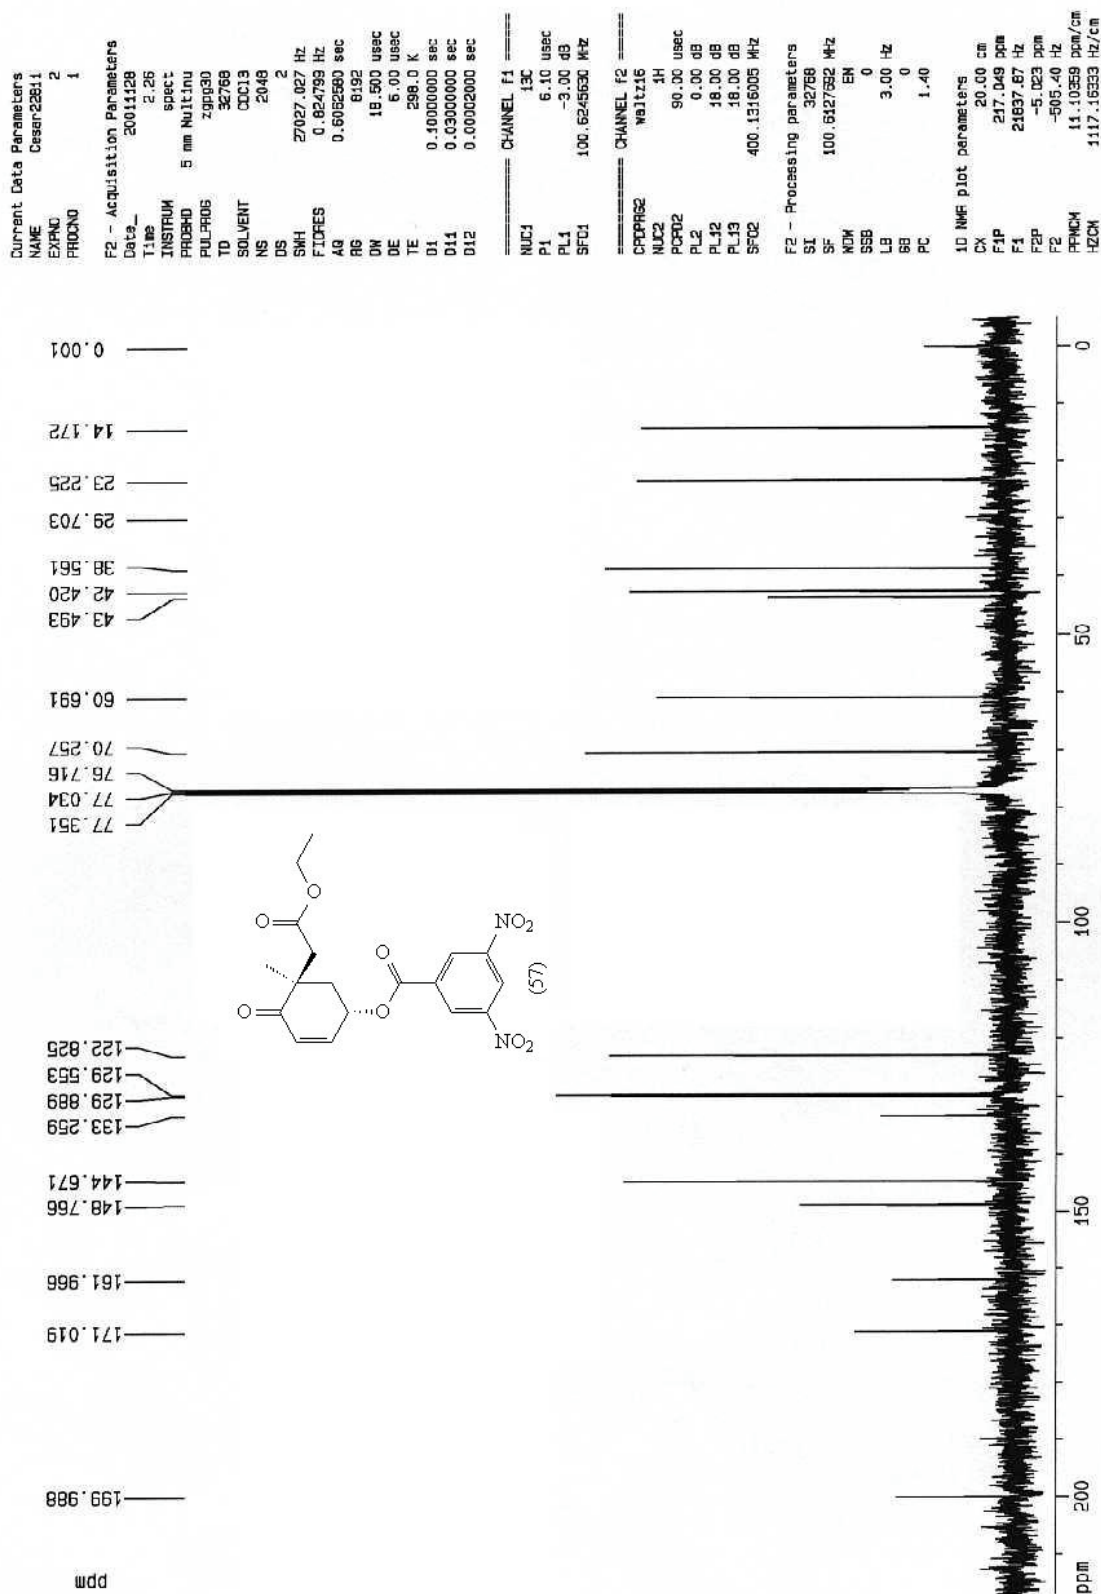 Current Data Parameters
NAME Ceser22811
EXPNO 2
PROCNO 1
F2 - Acquisition Parameters
Date_ 20011128
Time 2.26
INSTRUM spect
PROBHD 5 mm Multinu
PULPROG zgpg30
TD 32768
SOLVENT CDCl3
NS 2048
DS 2
SWH 27027.027 Hz
FIDRES 0.824799 Hz
AQ 0.6062580 sec
RG 8192
DW 18.500 usec
DE 6.00 usec
TE 298.0 K
D1 0.10000000 sec
D11 0.03000000 sec
D12 0.00002000 sec
======== CHANNEL f1 ========
NUC1 13C
P1 6.10 usec
PL1 -3.00 dB
SFO1 100.6245630 MHz
======== CHANNEL f2 ========
CPDPRG2 waltz16
NUC2 1H
PCPD2 90.00 usec
PL2 0.00 dB
PL12 18.00 dB
PL13 18.00 dB
SFO2 400.1316005 MHz
F2 - Processing parameters
SI 32768
SF 100.6127692 MHz
WDW EM
SSB 0
LB 3.00 Hz
GB 0
PC 1.40
1D NMR plot parameters
CX 20.00 cm
F1P 217.049 ppm
F1 21837.87 Hz
F2P -5.023 ppm
F2 -505.40 Hz
PPMCM 11.10359 ppm/cm
HZCM 1117.16333 Hz/cm
ppm
199.988
171.019
161.966
148.766
144.671
133.259
129.889
129.553
122.825
77.351
77.034
76.716
70.257
60.691
43.493
42.420
38.561
29.703
23.225
14.172
0.001
O
O
O
O
O
NO2
NO2
(57)
ppm
200
150
100
50
0